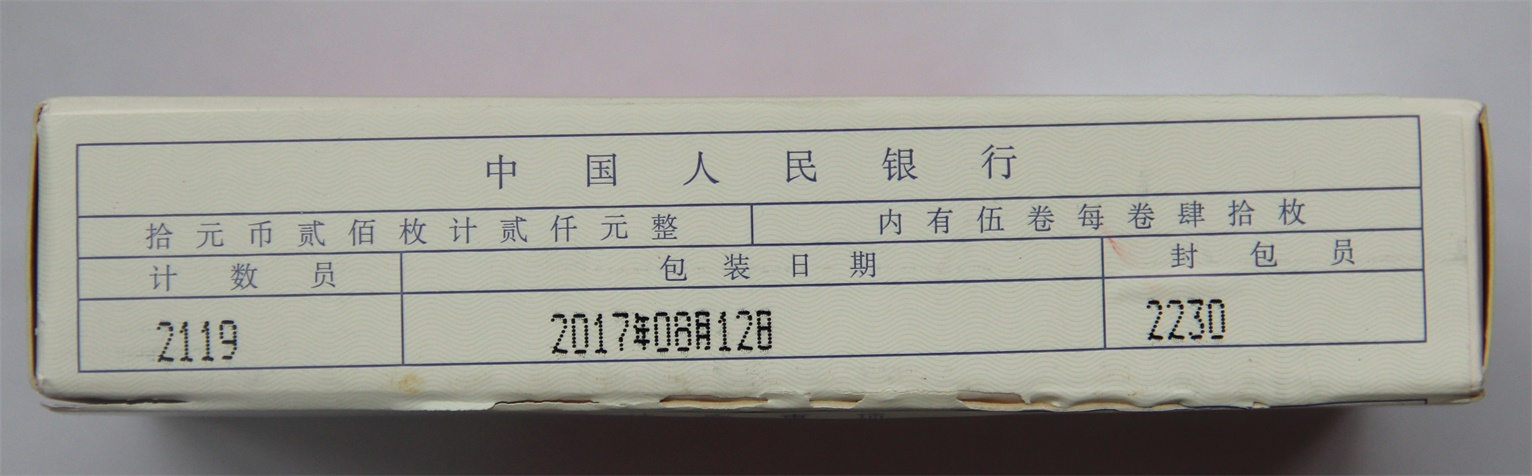 中国人民银行
拾元币贰佰枚计贰仟元整 内有伍卷每卷肆拾枚
计数员 包装日期 封包员
2119 2017年08月12日 2230